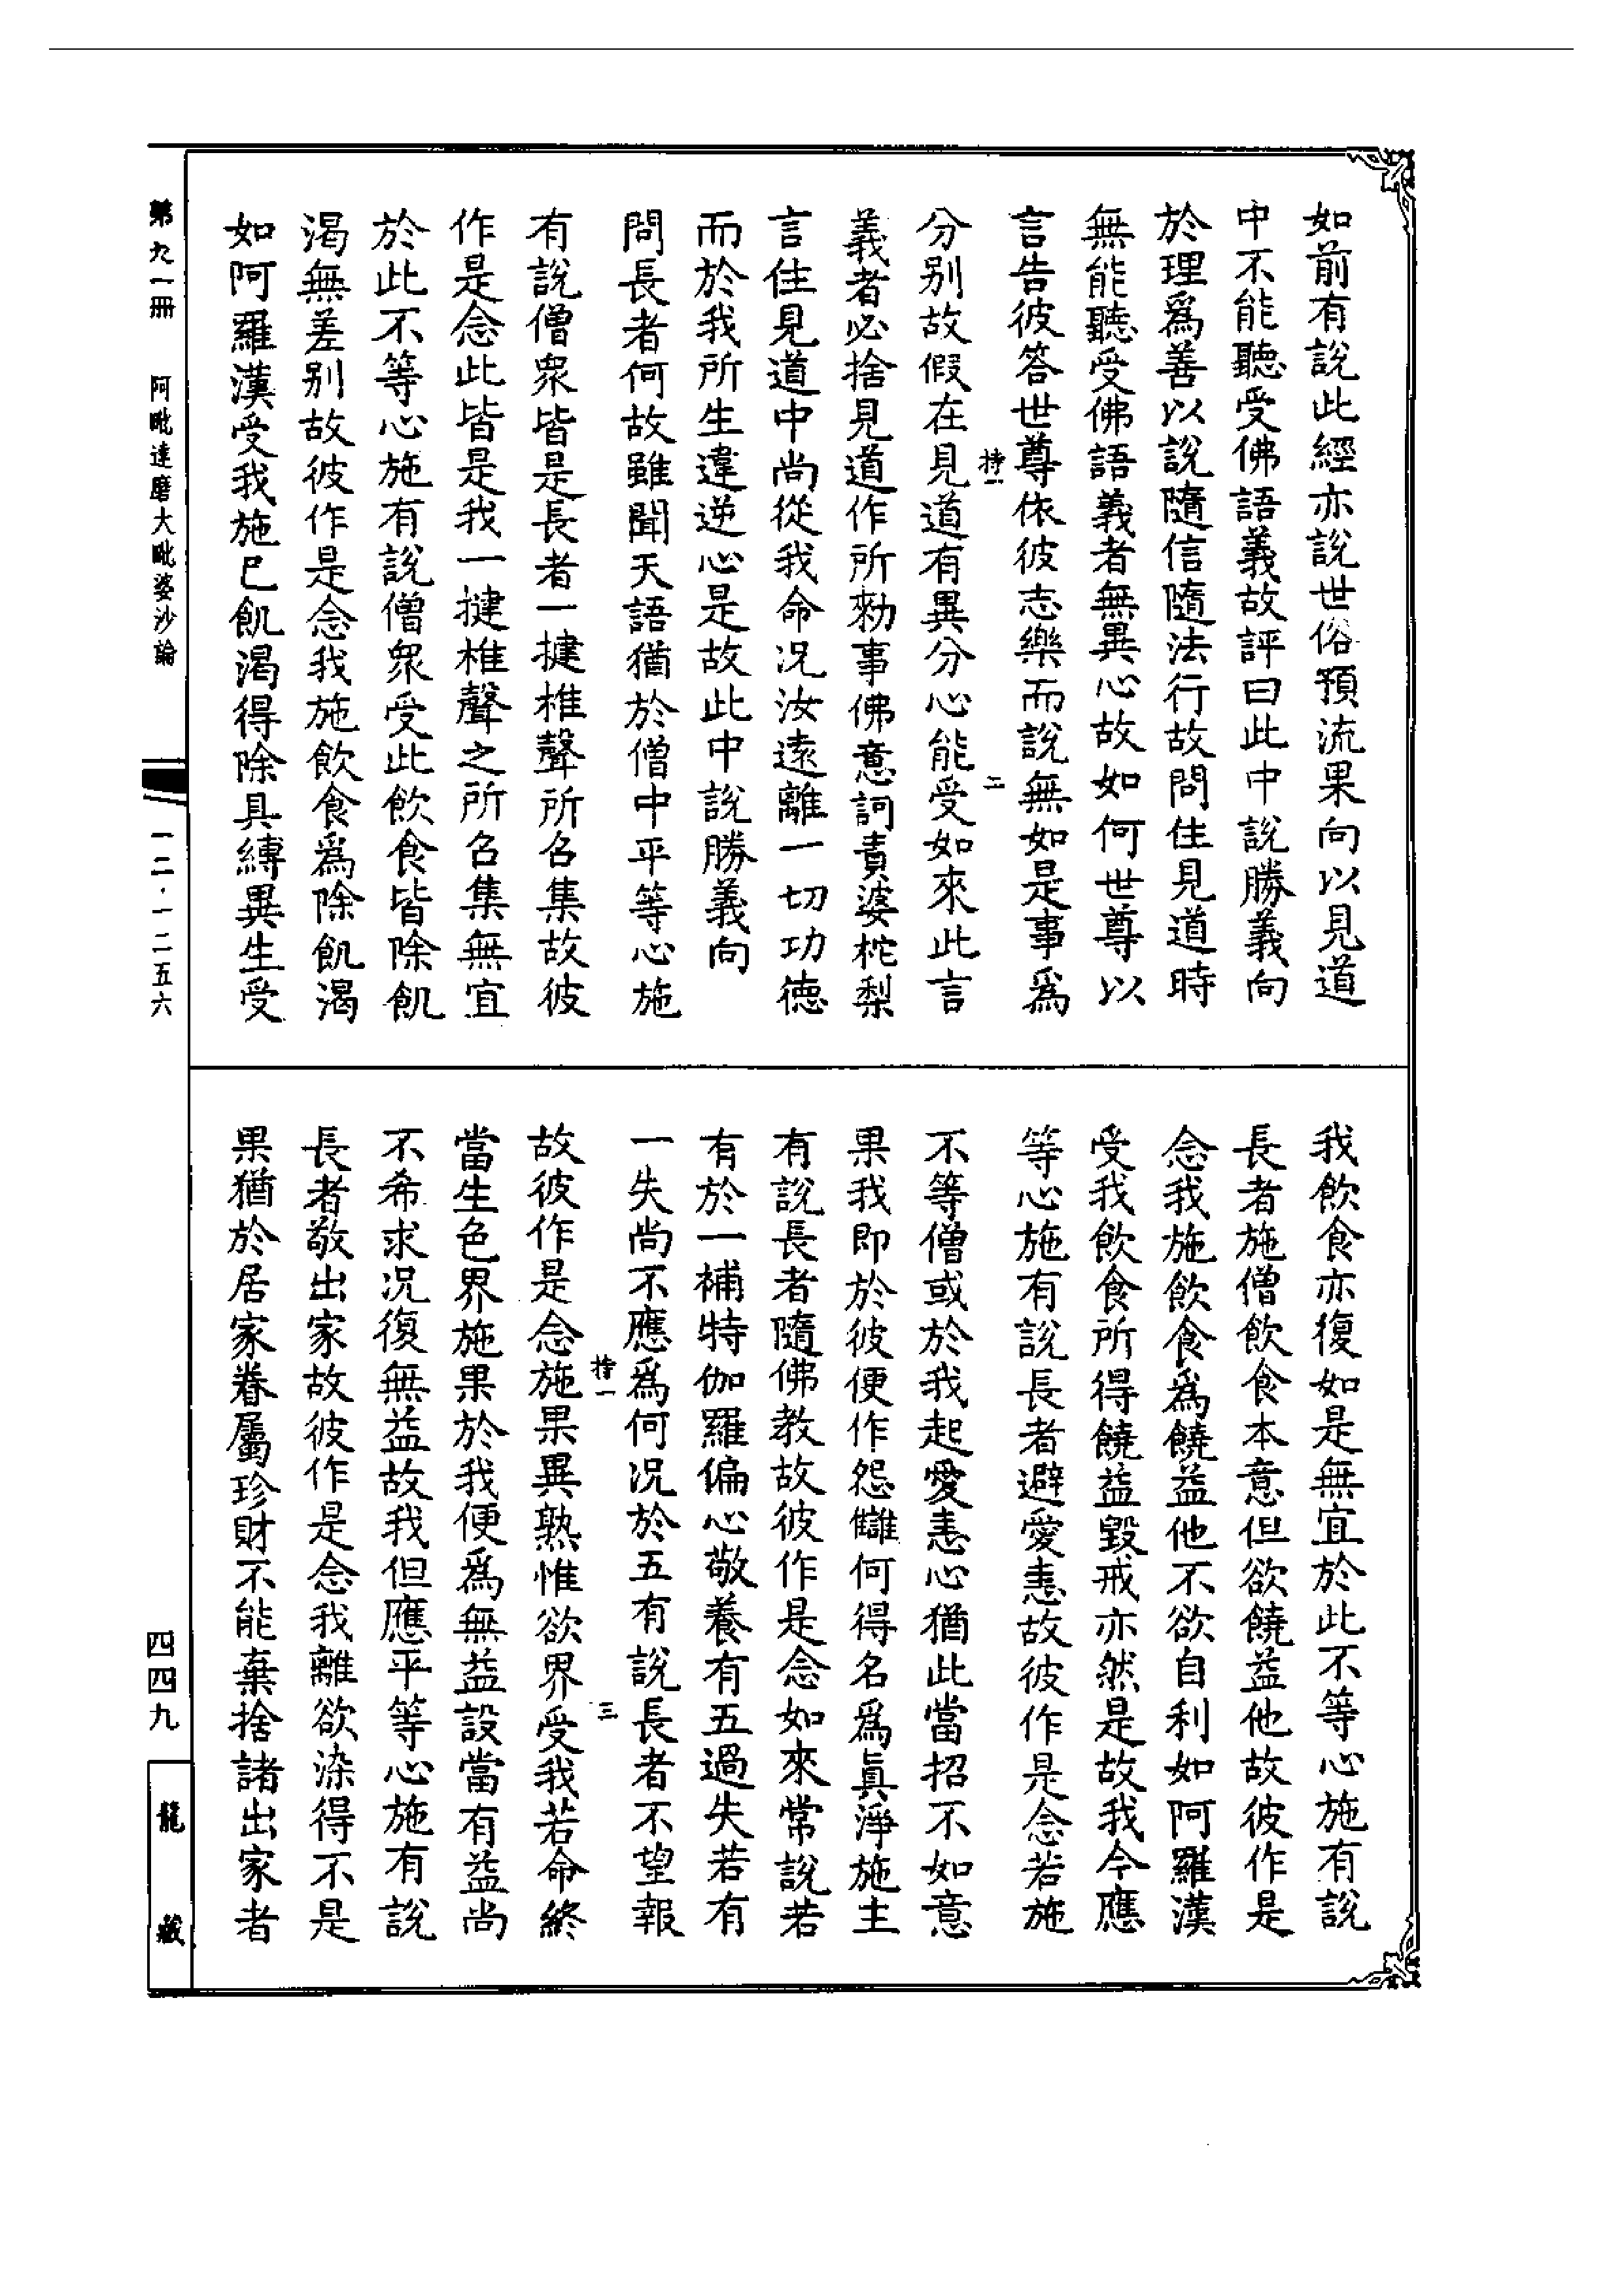 如前有說此經亦說世俗預流果向以見道
中不能聽受佛語義故評曰此中說勝義向
於理爲善以說隨信隨法行故問住見道時
無能聽受佛語義者無異心故如何世尊以
言告彼答世尊依彼志樂而說無如是事爲
持一
二
分别故假在見道有異分心能受如來此言
義者必捨見道作所勑事佛意訶責婆柁梨
言住見道中尚從我命况汝遠離一切功德
而於我所生違逆心是故此中說勝義向
問長者何故雖聞天語猶於僧中平等心施
有說僧衆皆是長者一揵椎聲所召集故彼
作是念此皆是我一揵椎聲之所召集無宜
於此不等心施有說僧衆受此飲食皆除飢
渴無差别故彼作是念我施飲食爲除飢渴
如阿羅漢受我施已飢渴得除具縛異生受
我飲食亦復如是無宜於此不等心施有說
長者施僧飲食本意但欲饒益他故彼作是
念我施飲食爲饒益他不欲自利如阿羅漢
受我飲食所得饒益毀戒亦然是故我今應
等心施有說長者避愛恚故彼作是念若施
不等僧或於我起愛恚心猶此當招不如意
果我即於彼便作怨讎何得名爲眞淨施主
有說長者隨佛教故彼作是念如來常說若
有於一補特伽羅偏心敬養有五過失若有
一失尚不應爲何况於五有說長者不望報
持一
三
故彼作是念施果異熟惟欲界受我若命終
當生色界施果於我便爲無益設當有益尚
不希求况復無益故我但應平等心施有說
長者敬出家故彼作是念我離欲染得不是
果猶於居家眷屬珍財不能棄捨諸出家者
第九一冊
阿毗達磨大毗婆沙論
一二·一二五六
四四九
龍藏